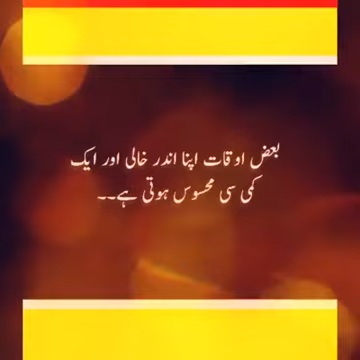 بعض اوقات اپنا اندر خالی اور ایک
کمی سی محسوس ہوتی ہے۔۔